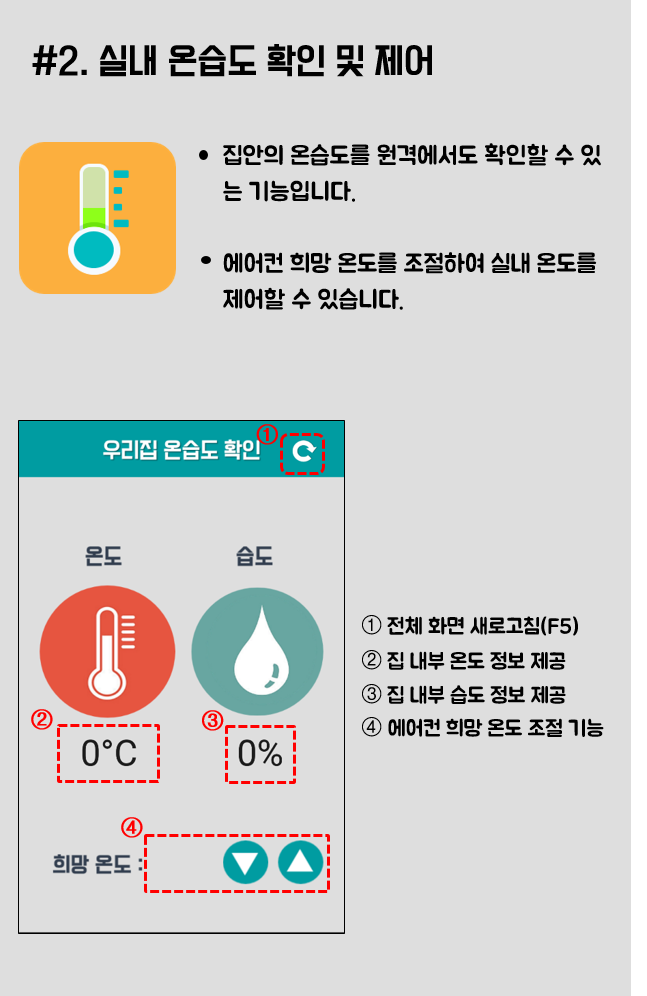 #2. 실내 온습도 확인 및 제어
• 집안의 온습도를 원격에서도 확인할 수 있
는 기능입니다.
• 에어컨 희망 온도를 조절하여 실내 온도를
제어할 수 있습니다.
우리집 온습도 확인 ①
온도 습도
② ③
0°C 0%
④
희망 온도 :
① 전체 화면 새로고침(F5)
② 집 내부 온도 정보 제공
③ 집 내부 습도 정보 제공
④ 에어컨 희망 온도 조절 기능